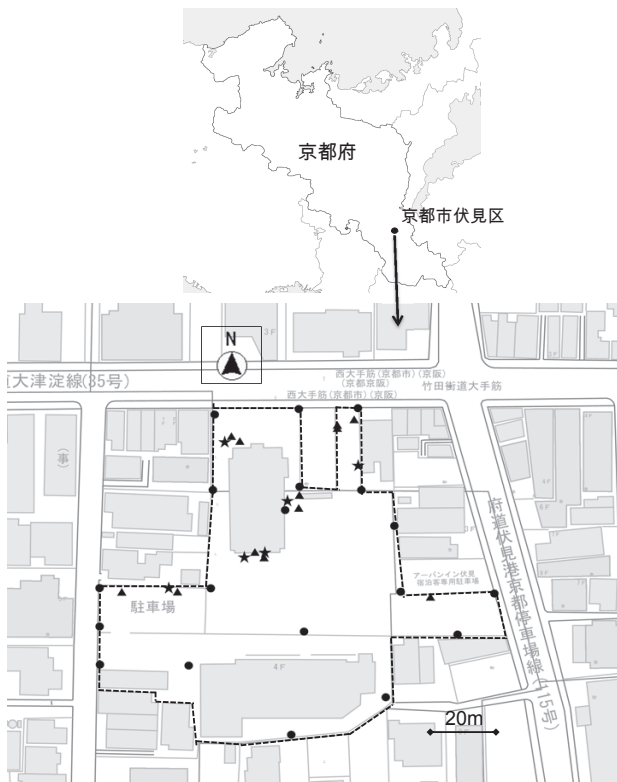 京都府
京都市伏見区
3F
N
大津淀線(35号)
西大手筋(京都市)(京阪)
(京都京阪)
西大手筋(京都市)(京阪)
竹田街道大手筋
(事)
府道伏見港京都停車場線(115号)
アーバンイン伏見
宿泊客専用駐車場
駐車場
4F
20m